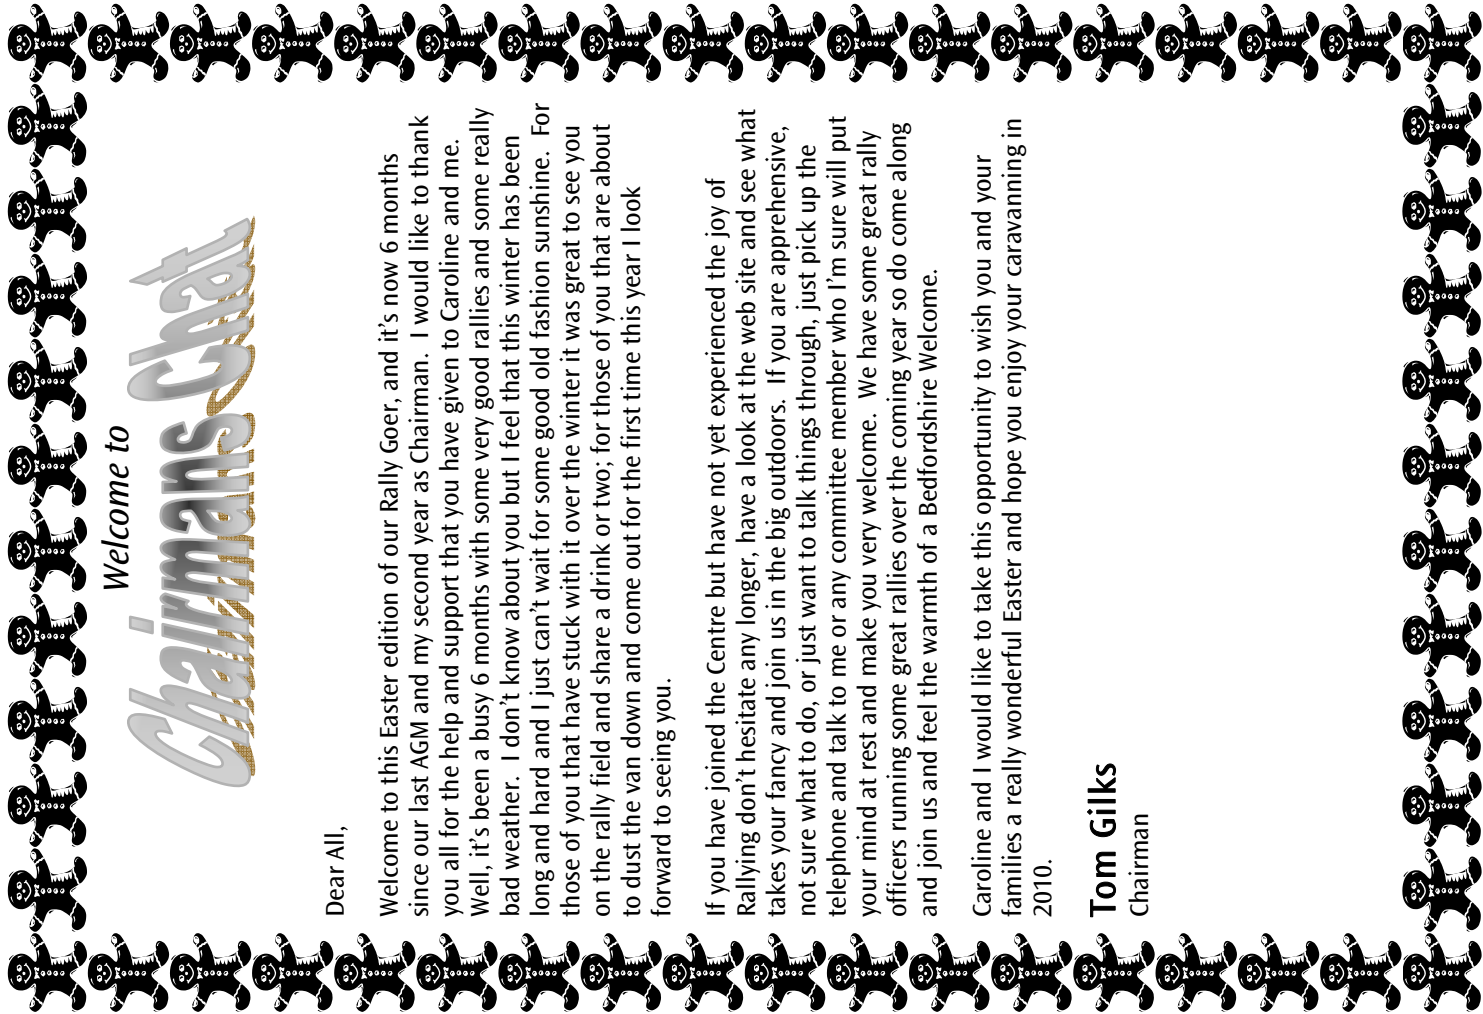 Welcome to
Chairmans Chat
Dear All,
Welcome to this Easter edition of our Rally Goer, and it's now 6 months
since our last AGM and my second year as Chairman.  I would like to thank
you all for the help and support that you have given to Caroline and me.
Well, it's been a busy 6 months with some very good rallies and some really
bad weather.  I don't know about you but I feel that this winter has been
long and hard and I just can't wait for some good old fashion sunshine.  For
those of you that have stuck with it over the winter it was great to see you
on the rally field and share a drink or two; for those of you that are about
to dust the van down and come out for the first time this year I look
forward to seeing you.
If you have joined the Centre but have not yet experienced the joy of
Rallying don't hesitate any longer, have a look at the web site and see what
takes your fancy and join us in the big outdoors.  If you are apprehensive,
not sure what to do, or just want to talk things through, just pick up the
telephone and talk to me or any committee member who I'm sure will put
your mind at rest and make you very welcome.  We have some great rally
officers running some great rallies over the coming year so do come along
and join us and feel the warmth of a Bedfordshire Welcome.
Caroline and I would like to take this opportunity to wish you and your
families a really wonderful Easter and hope you enjoy your caravanning in
2010.
Tom Gilks
Chairman